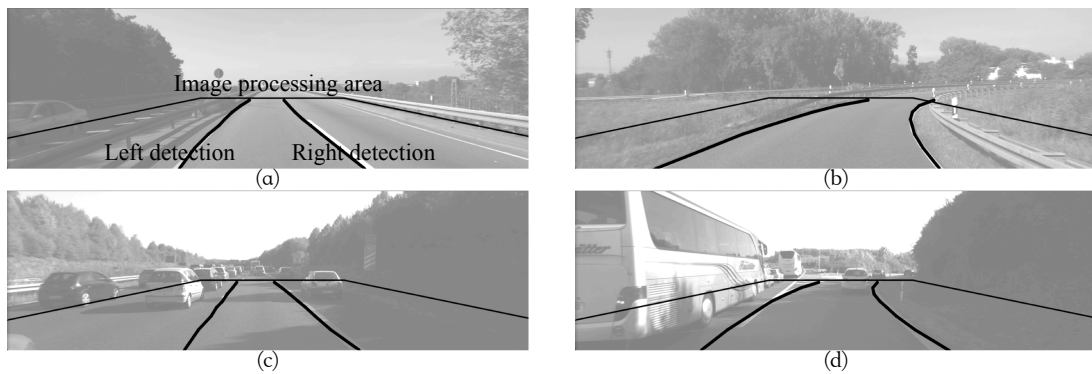 Image processing area
Left detection Right detection
(a)
(b)
(c)
(d)